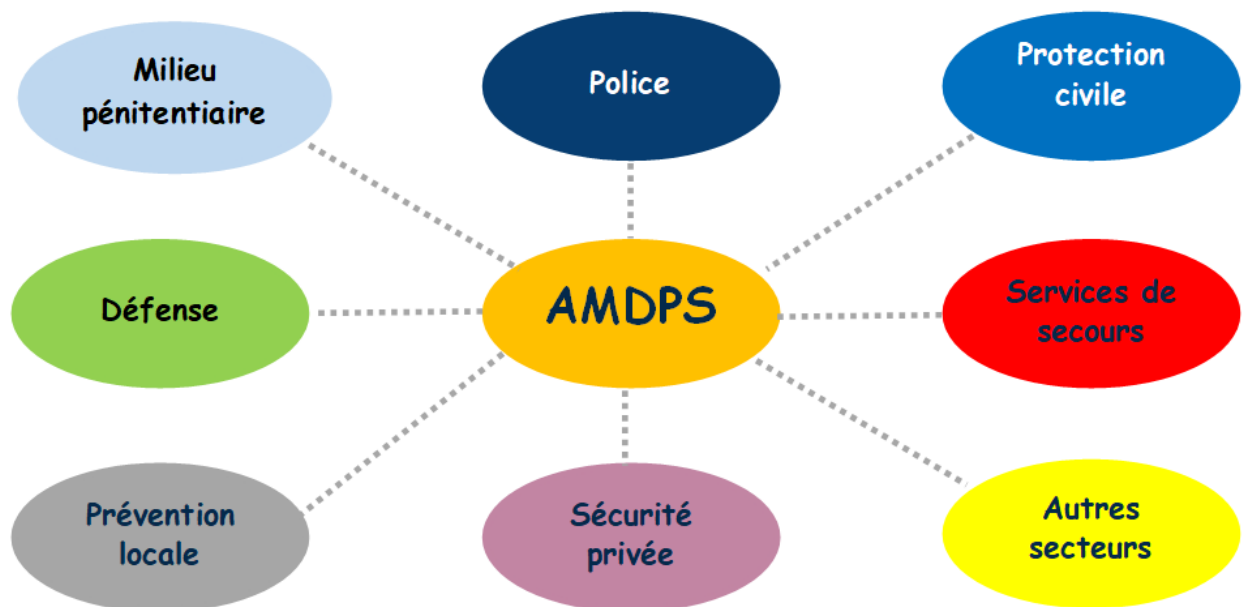 Milieu
pénitentiaire
Police
Protection
civile
Défense
AMDPS
Services de
secours
Prévention
locale
Sécurité
privée
Autres
secteurs